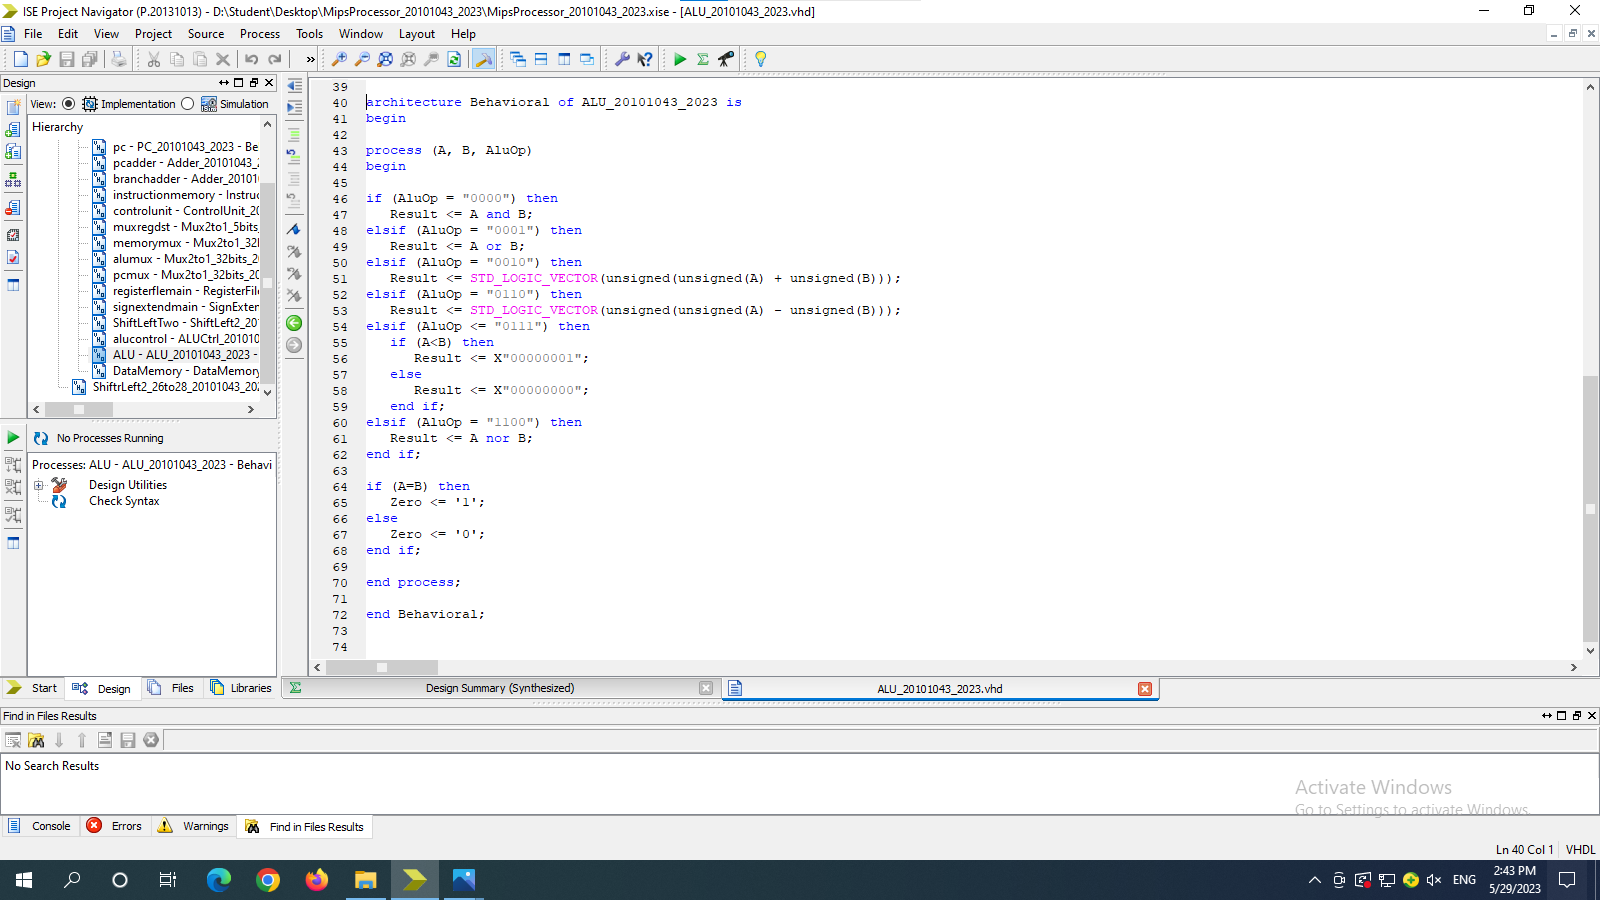 ISE Project Navigator (P.20131013) - D:\Student\Desktop\MipsProcessor_20101043_2023\MipsProcessor_20101043_2023.xise - [ALU_20101043_2023.vhd]
File Edit View Project Source Process Tools Window Layout Help
Design
View: Implementation Simulation
Hierarchy
pc - PC_20101043_2023 - Be
pcadder - Adder_20101043_
branchadder - Adder_20101
instructionmemory - Instruc
controlunit - ControlUnit_20
muxregdst - Mux2to1_5bits_
memorymux - Mux2to1_32l
alumux - Mux2to1_32bits_20
pcmux - Mux2to1_32bits_20
registerflemain - RegisterFil
signextendmain - SignExter
ShiftLeftTwo - ShiftLeft2_20
alucontrol - ALUCtrl_201010
ALU - ALU_20101043_2023 -
DataMemory - DataMemory
ShiftrLeft2_26to28_20101043_20
No Processes Running
Processes: ALU - ALU_20101043_2023 - Behavi
Design Utilities
Check Syntax
Start Design Files Libraries
39
40 architecture Behavioral of ALU_20101043_2023 is
41 begin
42
43 process (A, B, AluOp)
44 begin
45
46 if (AluOp = "0000") then
47 Result <= A and B;
48 elsif (AluOp = "0001") then
49 Result <= A or B;
50 elsif (AluOp = "0010") then
51 Result <= STD_LOGIC_VECTOR(unsigned(unsigned(A) + unsigned(B)));
52 elsif (AluOp = "0110") then
53 Result <= STD_LOGIC_VECTOR(unsigned(unsigned(A) - unsigned(B)));
54 elsif (AluOp <= "0111") then
55 if (A<B) then
56 Result <= X"00000001";
57 else
58 Result <= X"00000000";
59 end if;
60 elsif (AluOp = "1100") then
61 Result <= A nor B;
62 end if;
63
64 if (A=B) then
65 Zero <= '1';
66 else
67 Zero <= '0';
68 end if;
69
70 end process;
71
72 end Behavioral;
73
74
Design Summary (Synthesized) ALU_20101043_2023.vhd
Find in Files Results
No Search Results
Activate Windows
Go to Settings to activate Windows.
Console Errors Warnings Find in Files Results
Ln 40 Col 1 VHDL
ENG
2:43 PM
5/29/2023